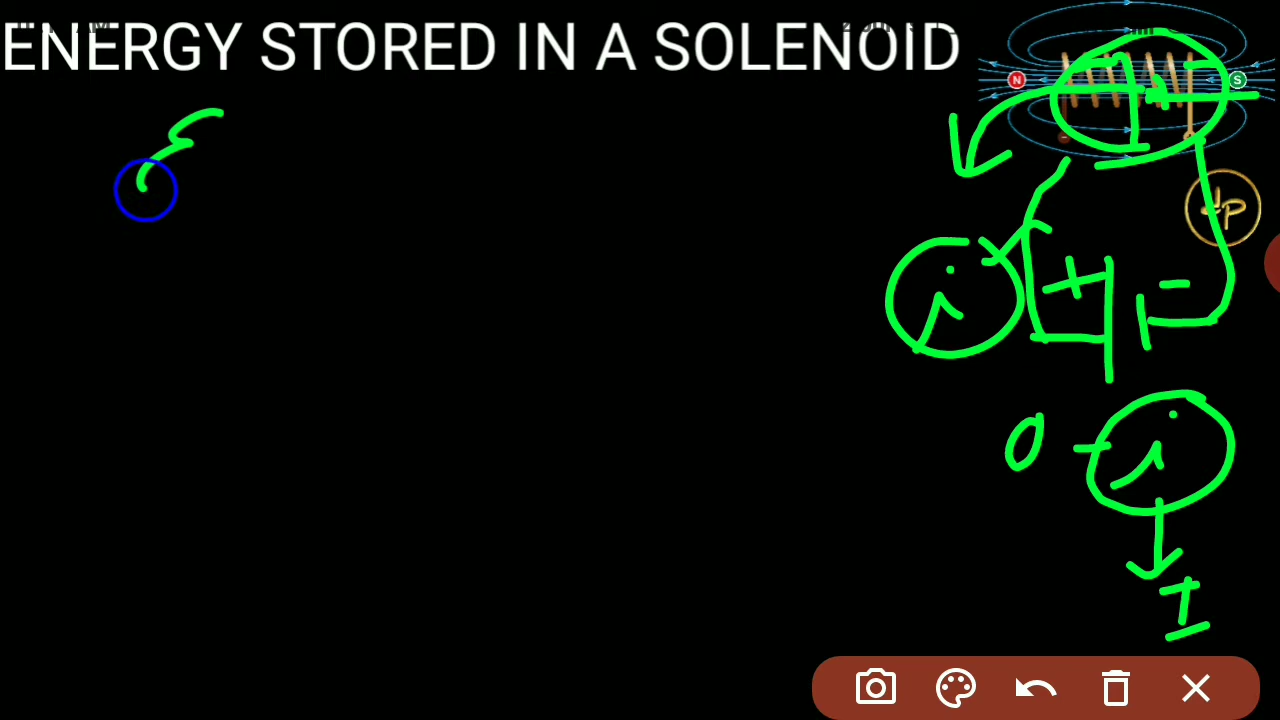 ENERGY STORED IN A SOLENOID
N
S
+
-
i
+
-
0 - i
I